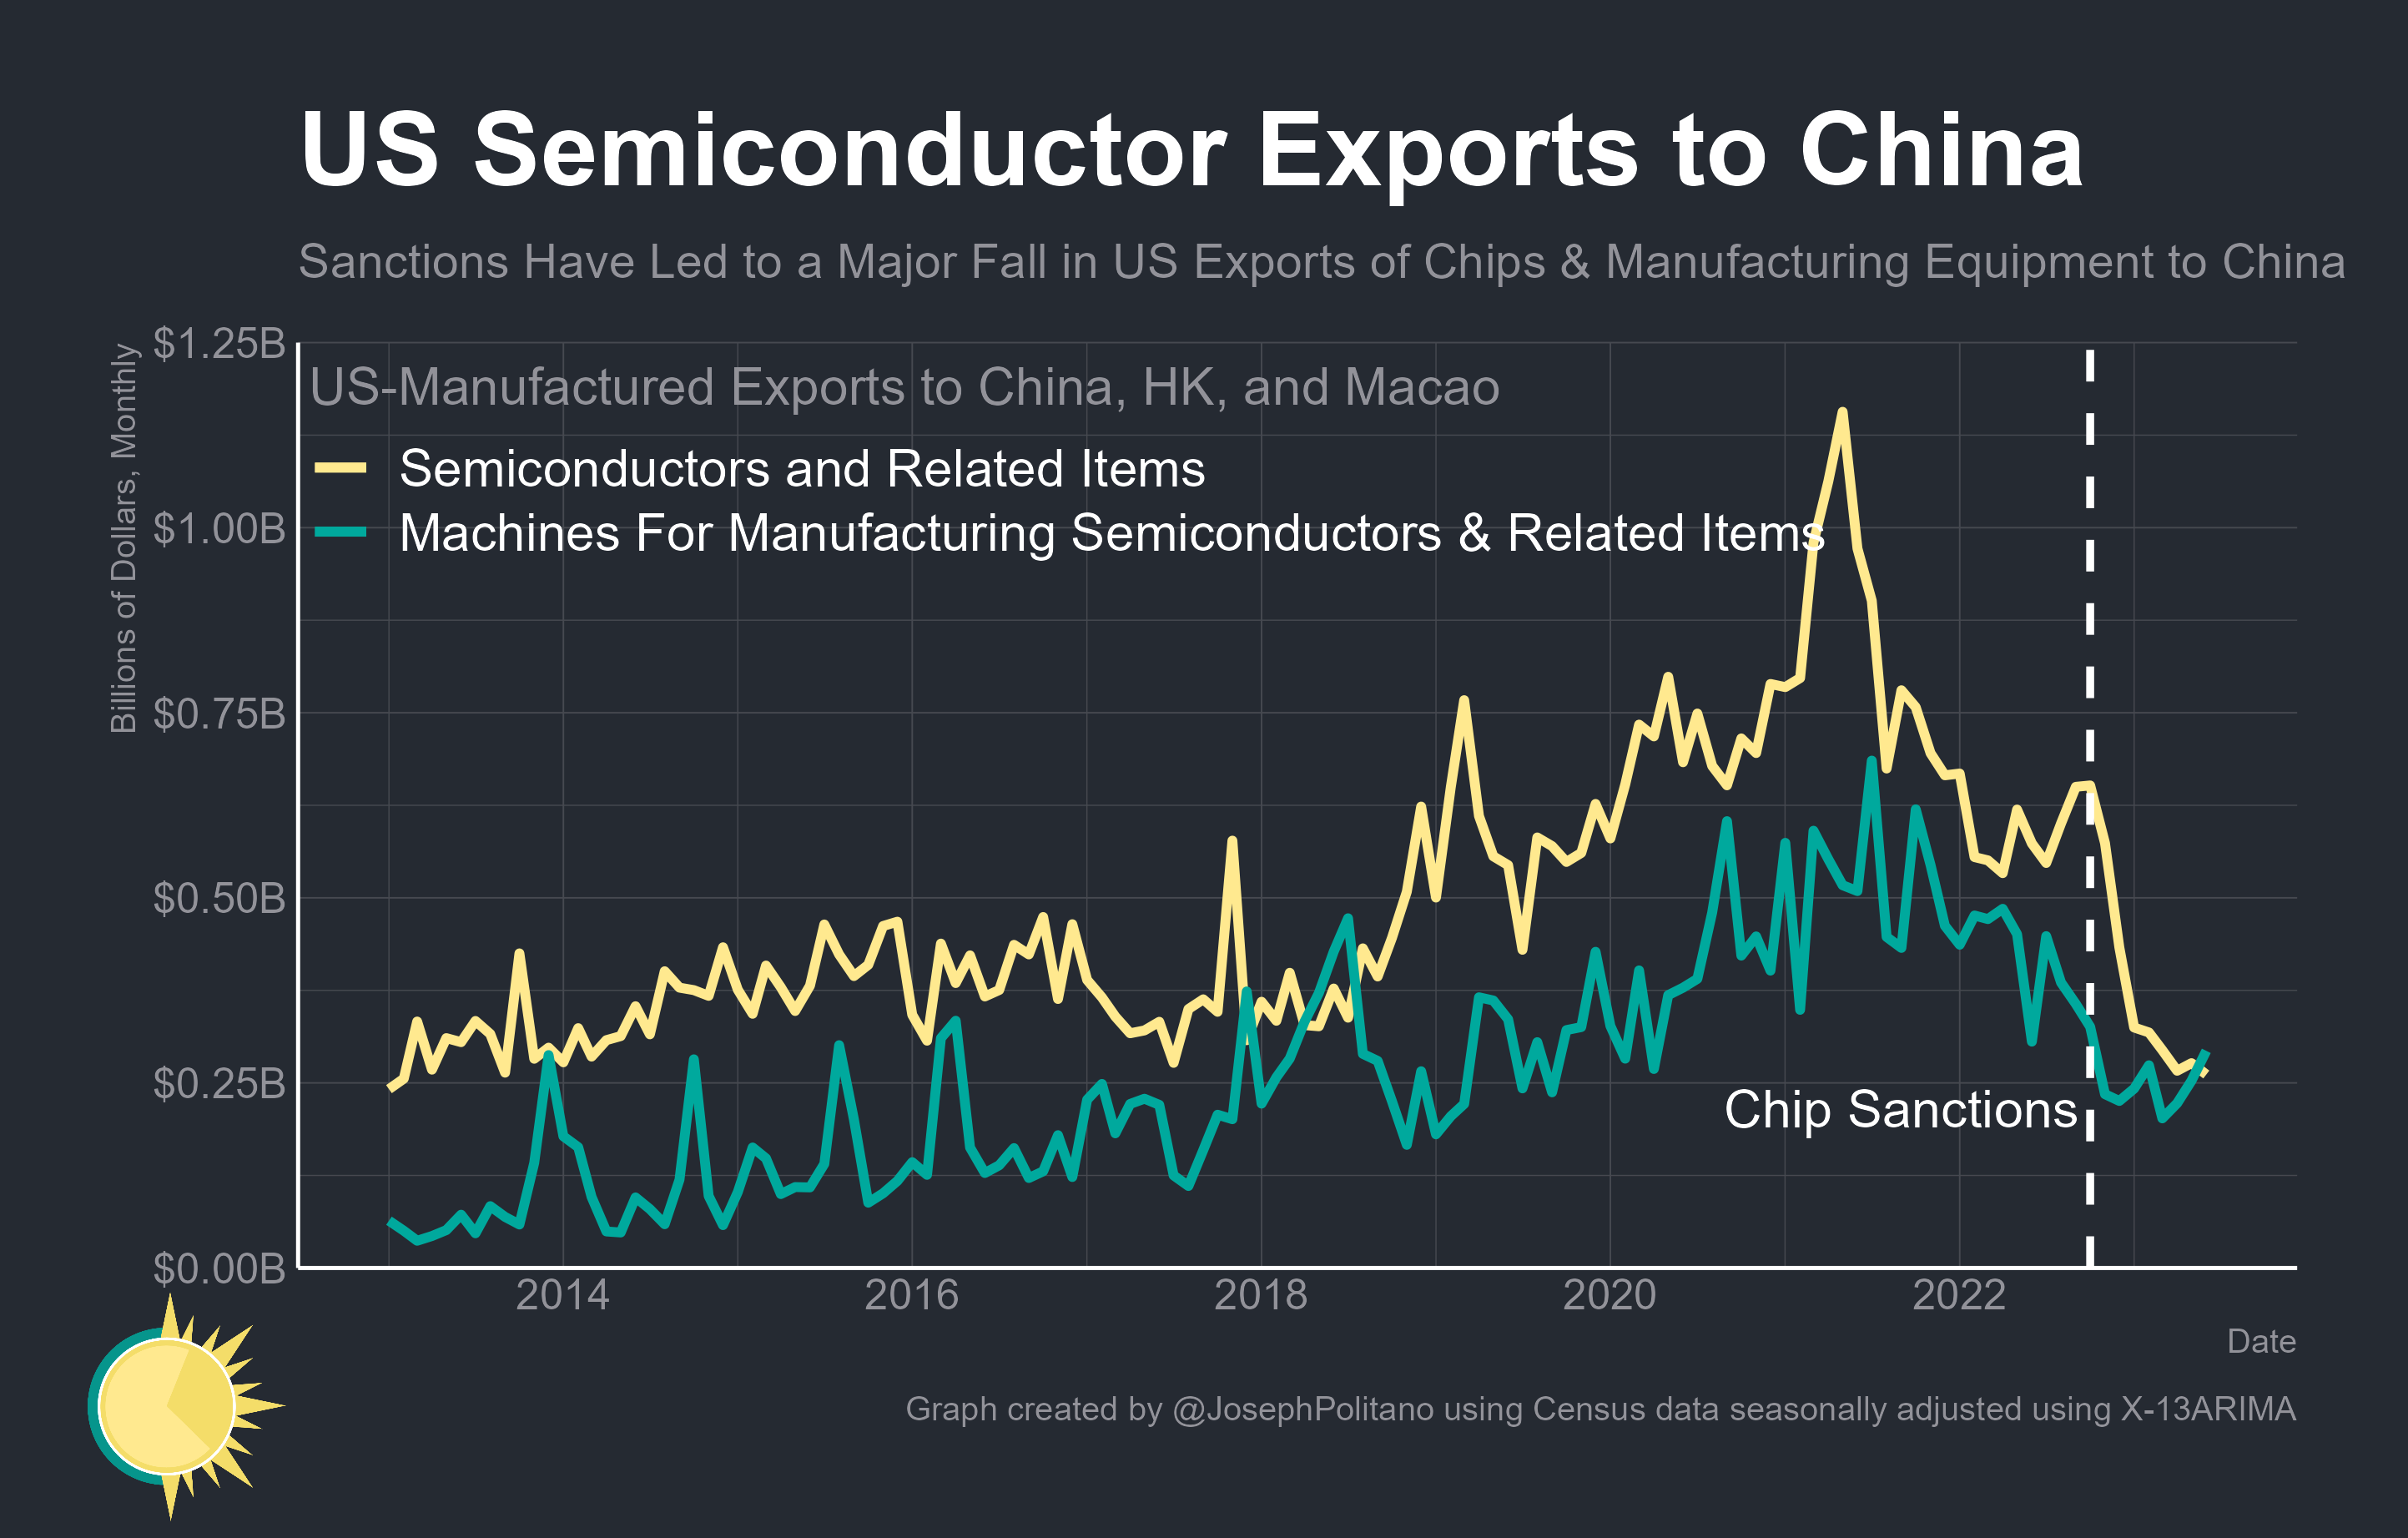 US Semiconductor Exports to China
Sanctions Have Led to a Major Fall in US Exports of Chips & Manufacturing Equipment to China
Billions of Dollars, Monthly
$1.25B
$1.00B
$0.75B
$0.50B
$0.25B
$0.00B
US-Manufactured Exports to China, HK, and Macao
Semiconductors and Related Items
Machines For Manufacturing Semiconductors & Related Items
Chip Sanctions
2014 2016 2018 2020 2022
Date
Graph created by @JosephPolitano using Census data seasonally adjusted using X-13ARIMA